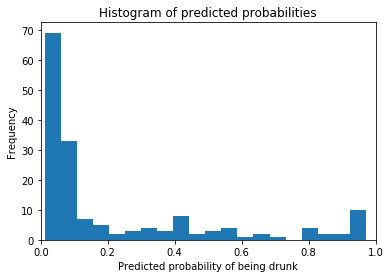 Histogram of predicted probabilities
Frequency
70
60
50
40
30
20
10
0
0.0 0.2 0.4 0.6 0.8 1.0
Predicted probability of being drunk